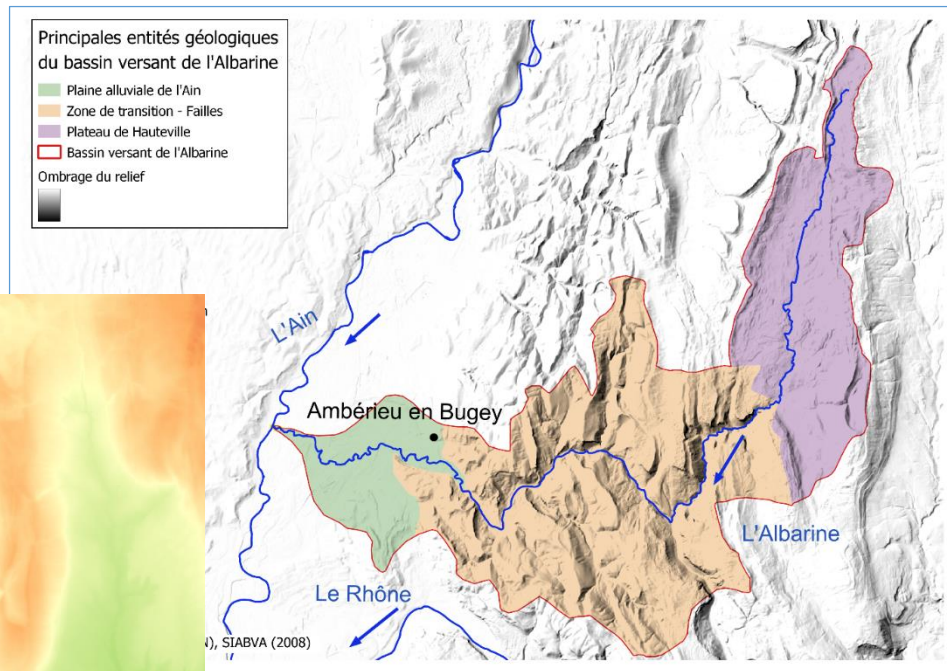 Principales entités géologiques
du bassin versant de l'Albarine
Plaine alluviale de l'Ain
Zone de transition - Failles
Plateau de Hauteville
Bassin versant de l'Albarine
Ombrage du relief
L'Ain
Ambérieu en Bugey
L'Albarine
Le Rhône
), SIABVA (2008)